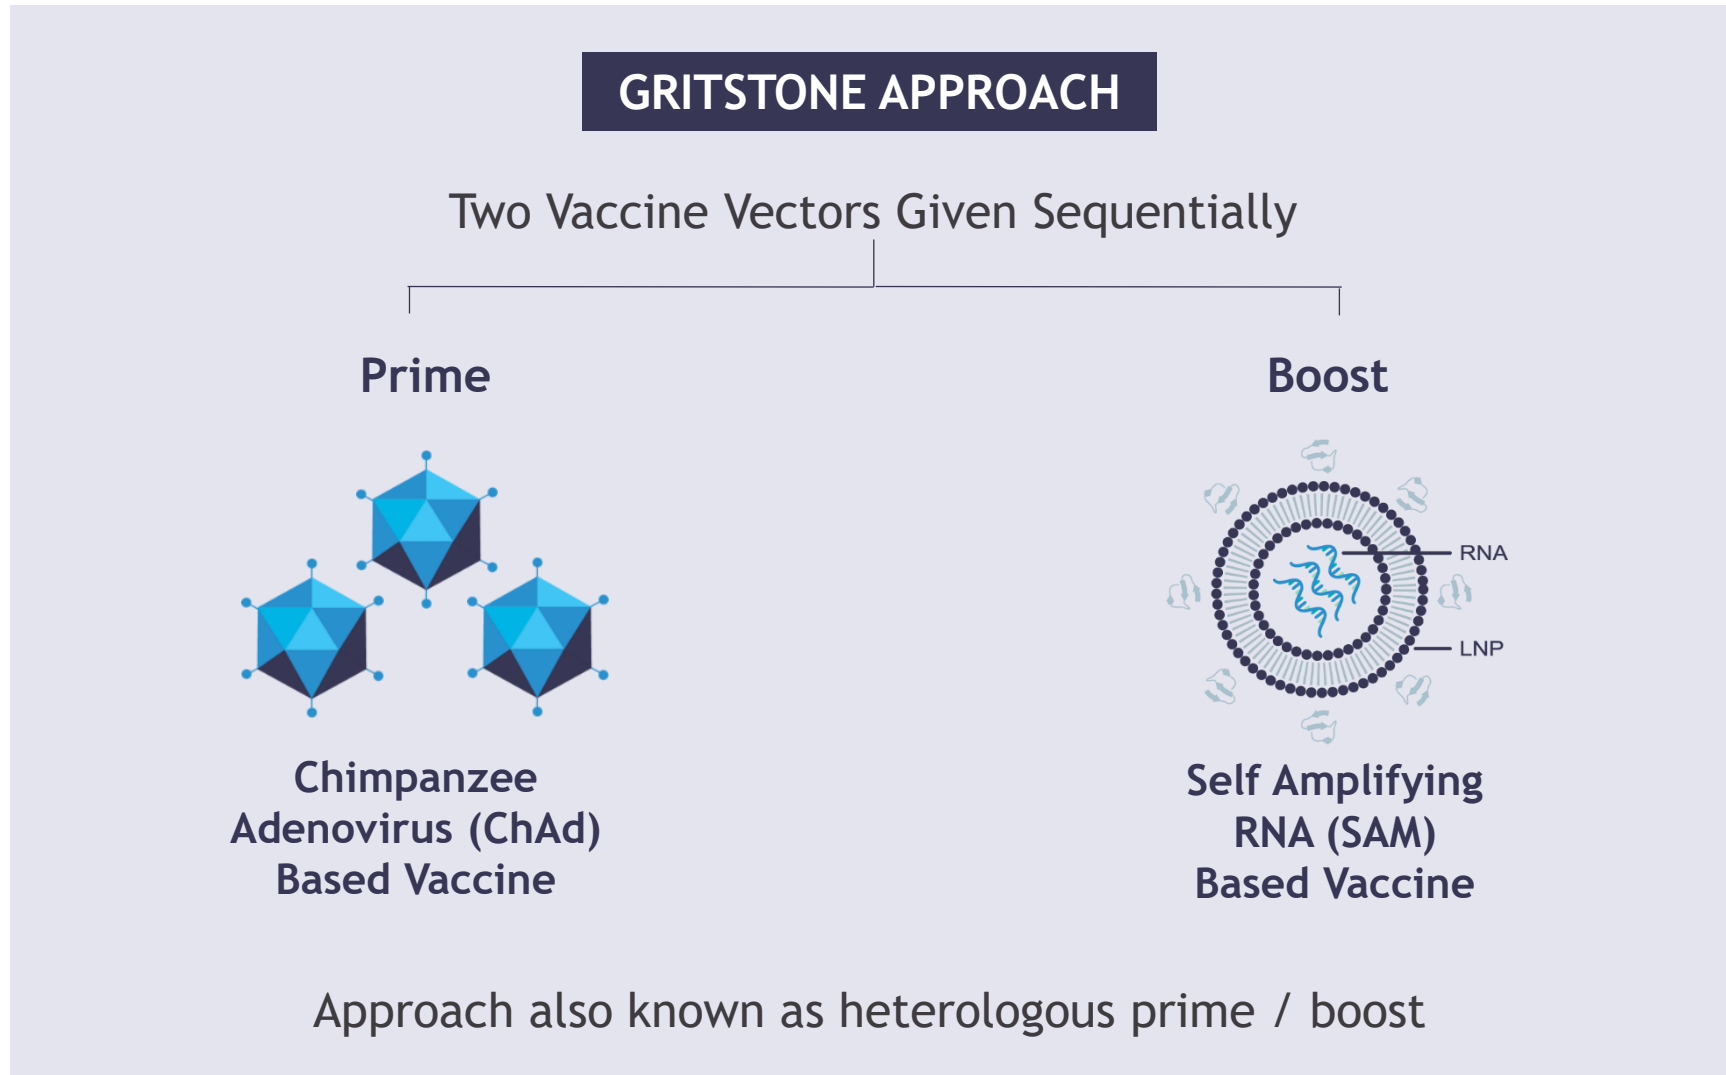 GRITSTONE APPROACH
Two Vaccine Vectors Given Sequentially
Prime
Boost
RNA
LNP
Chimpanzee
Adenovirus (ChAd)
Based Vaccine
Self Amplifying
RNA (SAM)
Based Vaccine
Approach also known as heterologous prime / boost